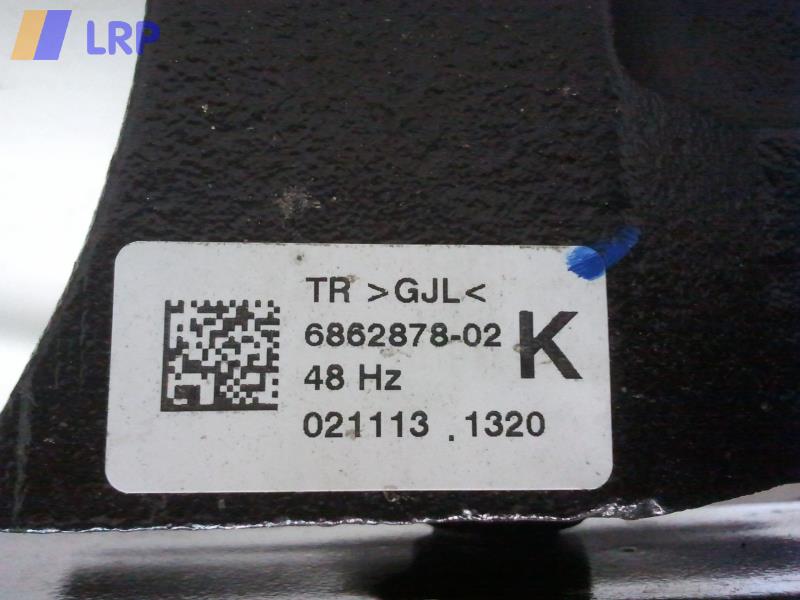 LRP
TR >GJL<
6862878-02
K
48 Hz
021113 . 1320